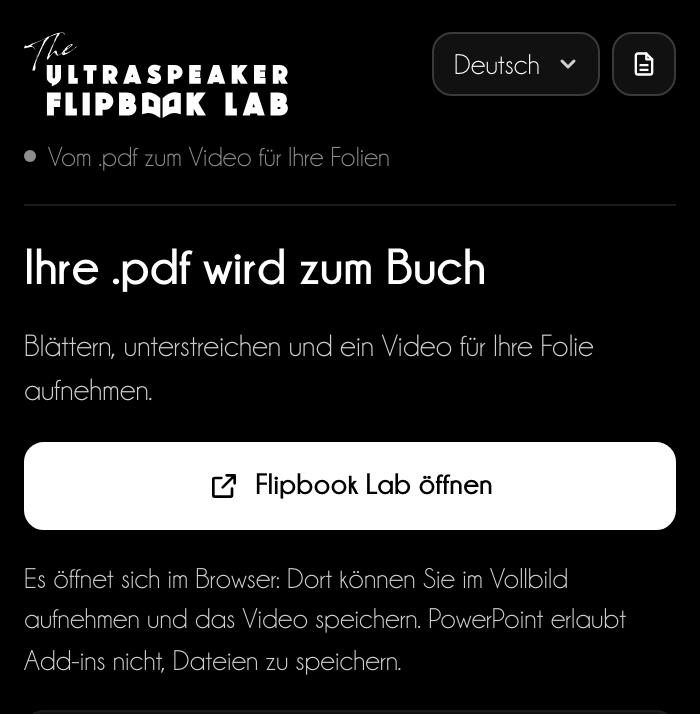 The
ULTRASPEAKER
FLIPBOOK LAB
Deutsch
Vom .pdf zum Video für Ihre Folien
Ihre .pdf wird zum Buch
Blättern, unterstreichen und ein Video für Ihre Folie
aufnehmen.
Flipbook Lab öffnen
Es öffnet sich im Browser: Dort können Sie im Vollbild
aufnehmen und das Video speichern. PowerPoint erlaubt
Add-ins nicht, Dateien zu speichern.